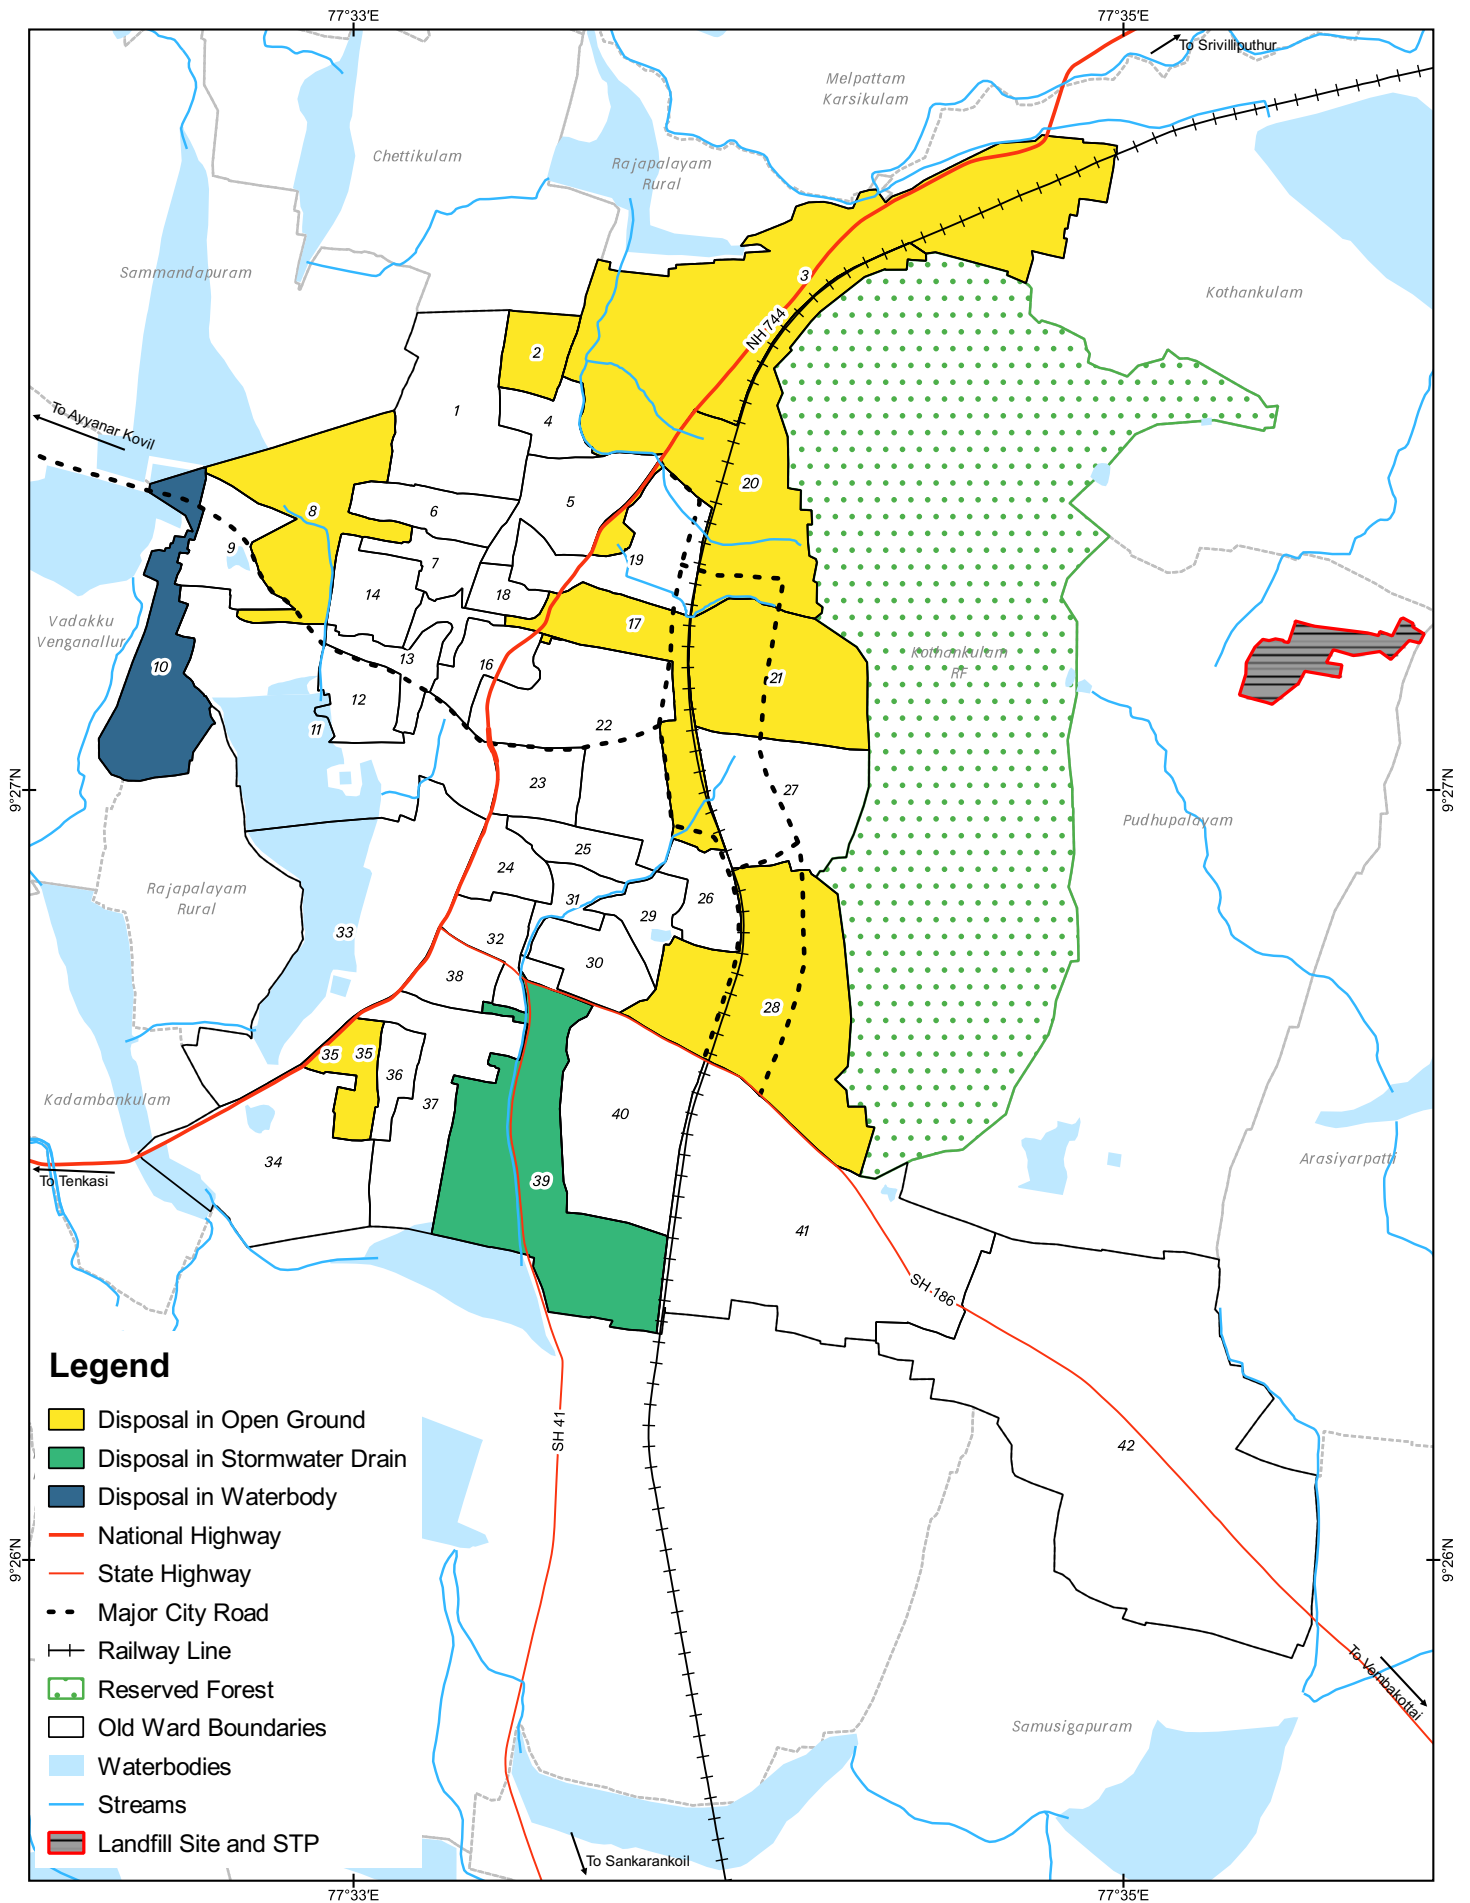 77°33'E
77°35'E
To Srivilliputhur
Melpattam
Karsikulam
Chettikulam
Rajapalayam
Rural
Sammandapuram
3
Kothankulam
NH 744
2
1
4
To Ayyanar Kovil
20
5
8
6
9
19
7
14
18
Vadakku
Venganallur
17
Kothankulam
RF
13
16
10
21
12
11
22
9°27'N
9°27'N
23
27
Pudhupalayam
25
24
Rajapalayam
Rural
31
26
29
33
32
30
38
28
35
35
36
Kadambankulam
37
40
34
Arasiyarpatti
To Tenkasi
39
41
SH 186
Legend
Disposal in Open Ground
Disposal in Stormwater Drain
Disposal in Waterbody
National Highway
State Highway
Major City Road
Railway Line
Reserved Forest
Old Ward Boundaries
Waterbodies
Streams
Landfill Site and STP
SH 41
42
9°26'N
9°26'N
To Vembakottai
Samusigapuram
To Sankarankoil
77°33'E
77°35'E